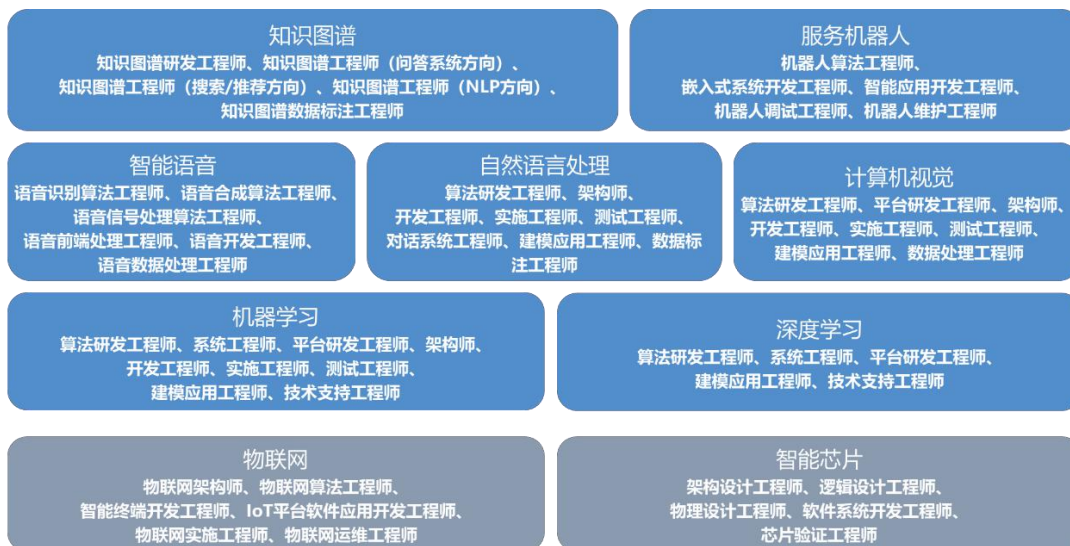 知识图谱
知识图谱研发工程师、知识图谱工程师（问答系统方向）、
知识图谱工程师（搜索/推荐方向）、知识图谱工程师（NLP方向）、
知识图谱数据标注工程师
服务机器人
机器人算法工程师、
嵌入式系统开发工程师、智能应用开发工程师、
机器人调试工程师、机器人维护工程师
智能语音
语音识别算法工程师、语音合成算法工程师、
语音信号处理算法工程师、
语音前端处理工程师、语音开发工程师、
语音数据处理工程师
自然语言处理
算法研发工程师、架构师、
开发工程师、实施工程师、测试工程师、
对话系统工程师、建模应用工程师、数据标
注工程师
计算机视觉
算法研发工程师、平台研发工程师、架构师、
开发工程师、实施工程师、测试工程师、
建模应用工程师、数据处理工程师
机器学习
算法研发工程师、系统工程师、平台研发工程师、架构师、
开发工程师、实施工程师、测试工程师、
建模应用工程师、技术支持工程师
深度学习
算法研发工程师、系统工程师、平台研发工程师、
建模应用工程师、技术支持工程师
物联网
物联网架构师、物联网算法工程师、
智能终端开发工程师、IoT平台软件应用开发工程师、
物联网实施工程师、物联网运维工程师
智能芯片
架构设计工程师、逻辑设计工程师、
物理设计工程师、软件系统开发工程师、
芯片验证工程师